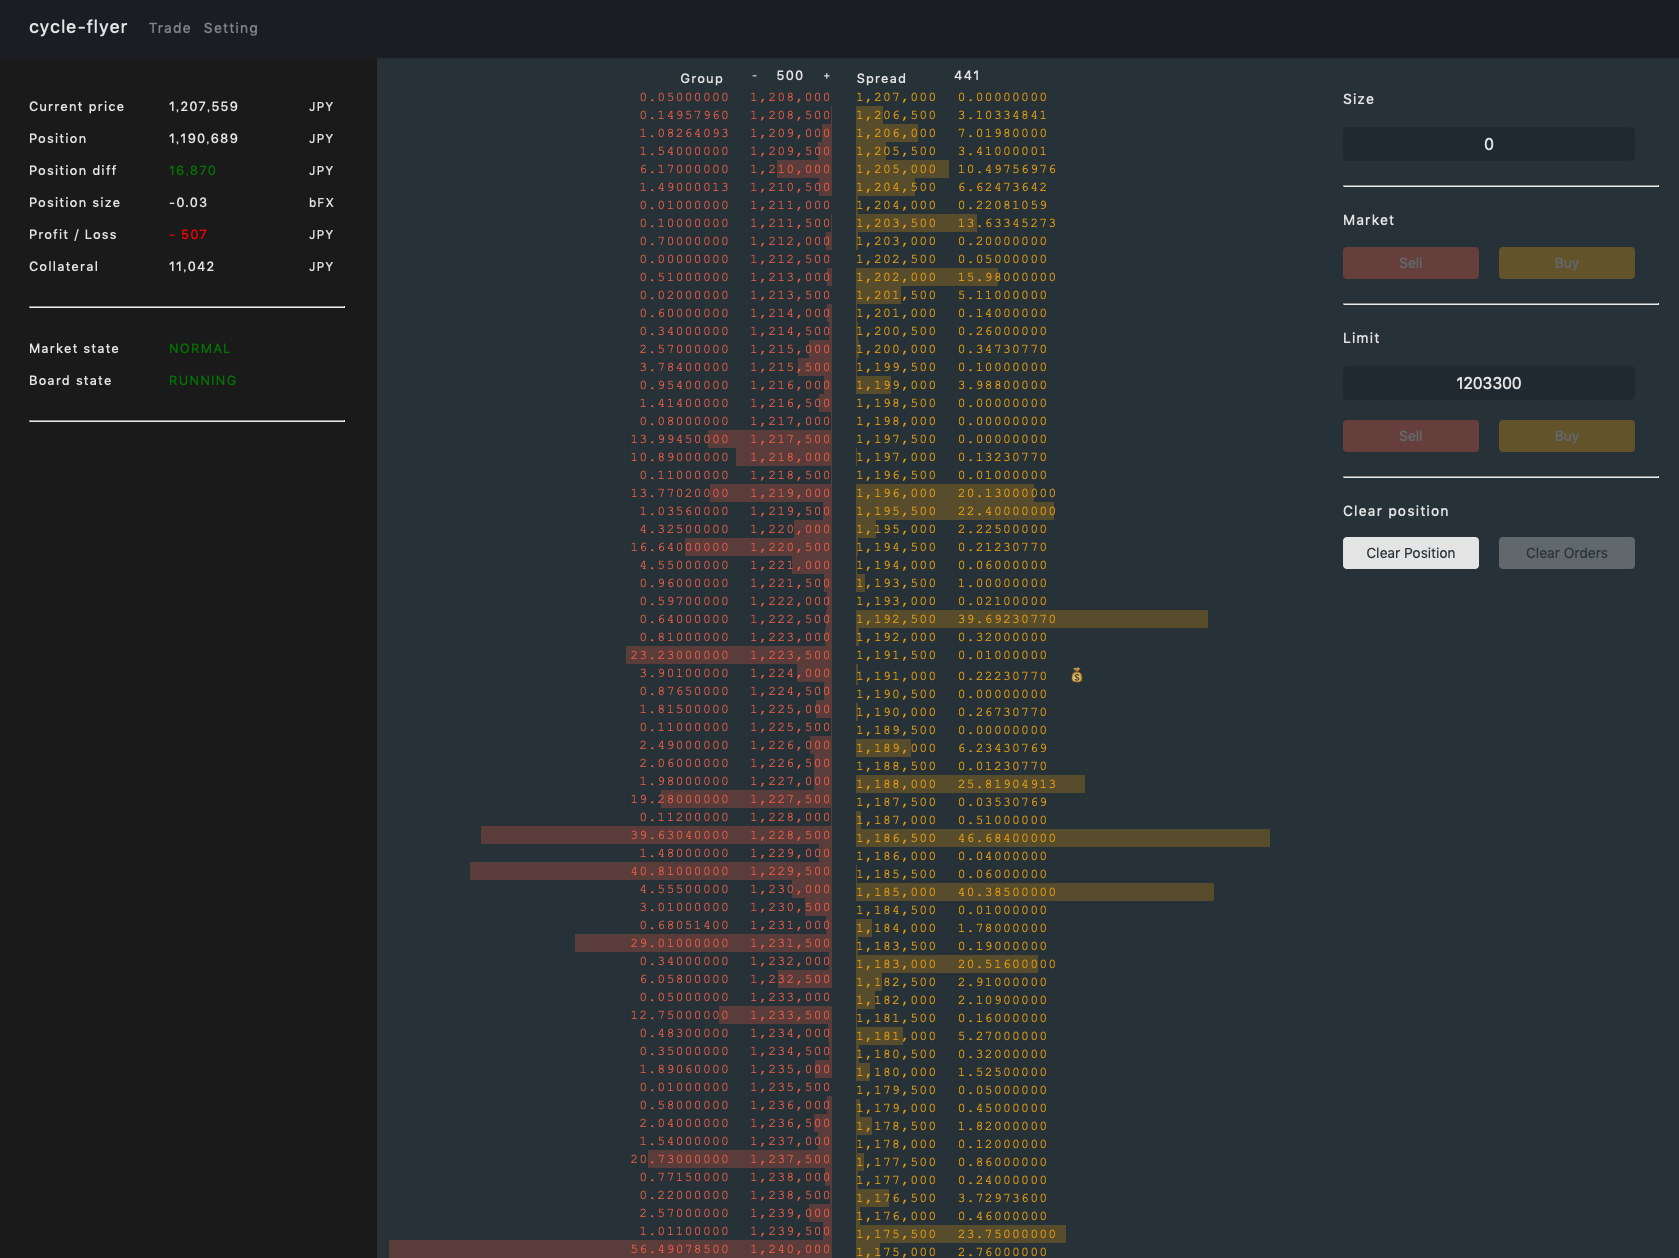 cycle-flyer Trade Setting
Current price 1,207,559 JPY
Position 1,190,689 JPY
Position diff 16,870 JPY
Position size -0.03 bFX
Profit / Loss - 507 JPY
Collateral 11,042 JPY
Market state NORMAL
Board state RUNNING
Group - 500 + Spread 441
0.05000000 1,208,000 1,207,000 0.00000000
0.14957960 1,208,500 1,206,500 3.10334841
1.08264093 1,209,000 1,206,000 7.01980000
1.54000000 1,209,500 1,205,500 3.41000001
6.17000000 1,210,000 1,205,000 10.49756976
1.49000013 1,210,500 1,204,500 6.62473642
0.01000000 1,211,000 1,204,000 0.22081059
0.10000000 1,211,500 1,203,500 13.63345273
0.70000000 1,212,000 1,203,000 0.20000000
0.00000000 1,212,500 1,202,500 0.05000000
0.51000000 1,213,000 1,202,000 15.98000000
0.02000000 1,213,500 1,201,500 5.11000000
0.60000000 1,214,000 1,201,000 0.14000000
0.34000000 1,214,500 1,200,500 0.26000000
2.57000000 1,215,000 1,200,000 0.34730770
3.78400000 1,215,500 1,199,500 0.10000000
0.95400000 1,216,000 1,199,000 3.98800000
1.41400000 1,216,500 1,198,500 0.00000000
0.08000000 1,217,000 1,198,000 0.00000000
13.99450000 1,217,500 1,197,500 0.00000000
10.89000000 1,218,000 1,197,000 0.13230770
0.11000000 1,218,500 1,196,500 0.01000000
13.77020000 1,219,000 1,196,000 20.13000000
1.03560000 1,219,500 1,195,500 22.40000000
4.32500000 1,220,000 1,195,000 2.22500000
16.64000000 1,220,500 1,194,500 0.21230770
4.55000000 1,221,000 1,194,000 0.06000000
0.96000000 1,221,500 1,193,500 1.00000000
0.59700000 1,222,000 1,193,000 0.02100000
0.64000000 1,222,500 1,192,500 39.69230770
0.81000000 1,223,000 1,192,000 0.32000000
23.23000000 1,223,500 1,191,500 0.01000000
3.90100000 1,224,000 1,191,000 0.22230770
0.87650000 1,224,500 1,190,500 0.00000000
1.81500000 1,225,000 1,190,000 0.26730770
0.11000000 1,225,500 1,189,500 0.00000000
2.49000000 1,226,000 1,189,000 6.23430769
2.06000000 1,226,500 1,188,500 0.01230770
1.98000000 1,227,000 1,188,000 25.81904913
19.28000000 1,227,500 1,187,500 0.03530769
0.11200000 1,228,000 1,187,000 0.51000000
39.63040000 1,228,500 1,186,500 46.68400000
1.48000000 1,229,000 1,186,000 0.04000000
40.81000000 1,229,500 1,185,500 0.06000000
4.55500000 1,230,000 1,185,000 40.38500000
3.01000000 1,230,500 1,184,500 0.01000000
0.68051400 1,231,000 1,184,000 1.78000000
29.01000000 1,231,500 1,183,500 0.19000000
0.34000000 1,232,000 1,183,000 20.51600000
6.05800000 1,232,500 1,182,500 2.91000000
0.05000000 1,233,000 1,182,000 2.10900000
12.75000000 1,233,500 1,181,500 0.16000000
0.48300000 1,234,000 1,181,000 5.27000000
0.35000000 1,234,500 1,180,500 0.32000000
1.89060000 1,235,000 1,180,000 1.52500000
0.01000000 1,235,500 1,179,500 0.05000000
0.58000000 1,236,000 1,179,000 0.45000000
2.04000000 1,236,500 1,178,500 1.82000000
1.54000000 1,237,000 1,178,000 0.12000000
20.73000000 1,237,500 1,177,500 0.86000000
0.77150000 1,238,000 1,177,000 0.24000000
0.22000000 1,238,500 1,176,500 3.72973600
2.57000000 1,239,000 1,176,000 0.46000000
1.01100000 1,239,500 1,175,500 23.75000000
56.49078500 1,240,000 1,175,000 2.76000000
Size
0
Market
Sell Buy
Limit
1203300
Sell Buy
Clear position
Clear Position Clear Orders